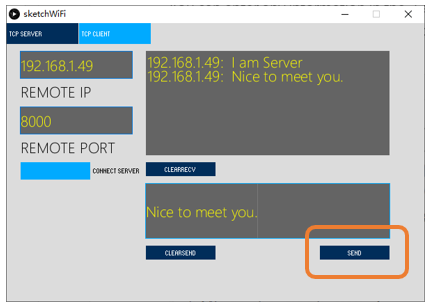 sketchWiFi
TCP SERVER
TCP CLIENT
192.168.1.49
REMOTE IP
8000
REMOTE PORT
CONNECT SERVER
192.168.1.49: I am Server
192.168.1.49: Nice to meet you.
CLEARRECV
Nice to meet you.
CLEARSEND
SEND